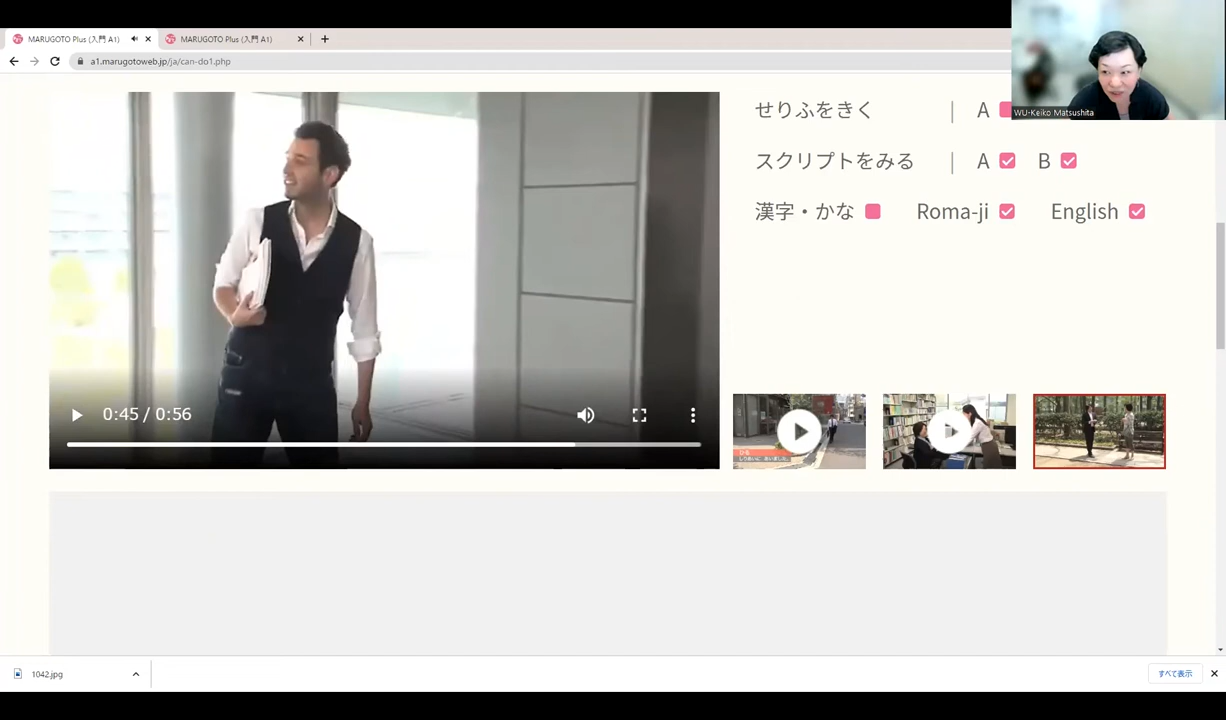 MARUGOTO Plus (入門 A1)
MARUGOTO Plus (入門 A1)
a1.marugotoweb.jp/ja/can-do1.php
WU-Keiko Matsushita
せりふをきく | A
スクリプトをみる | A B
漢字・かな Roma-ji English
0:45 / 0:56
1042.jpg
すべて表示